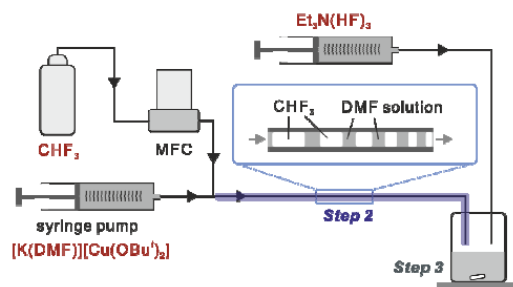 Et₃N(HF)₃
CHF₃
DMF solution
CHF₃
MFC
Step 2
syringe pump
[K(DMF)][Cu(OBuᵗ)₂]
Step 3